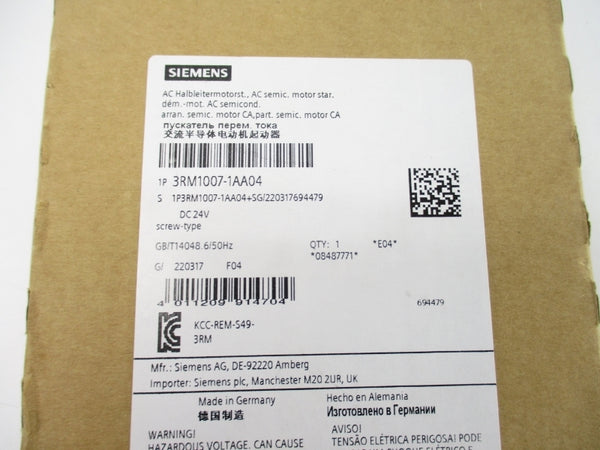 SIEMENS
AC Halbleitermotorst., AC semic. motor star.
dém.-mot. AC semicond.
arran. semic. motor CA,part. semic. motor CA
пускатель перем. тока
交流半导体电动机起动器
1P 3RM1007-1AA04
S 1P3RM1007-1AA04+SG/220317694479
DC 24V
screw-type
GB/T14048.6/50Hz QTY: 1 *E04*
*08487771*
G/ 220317 F04
4 011209 914704
694479
KCC-REM-S49-
3RM
Mfr.: Siemens AG, DE-92220 Amberg
Importer: Siemens plc, Manchester M20 2UR, UK
Made in Germany Hecho en Alemania
德国制造 Изготовлено в Германии
WARNING! AVISO!
HAZARDOUS VOLTAGE. CAN CAUSE TENSÃO ELÉTRICA PERIGOSA! PODE